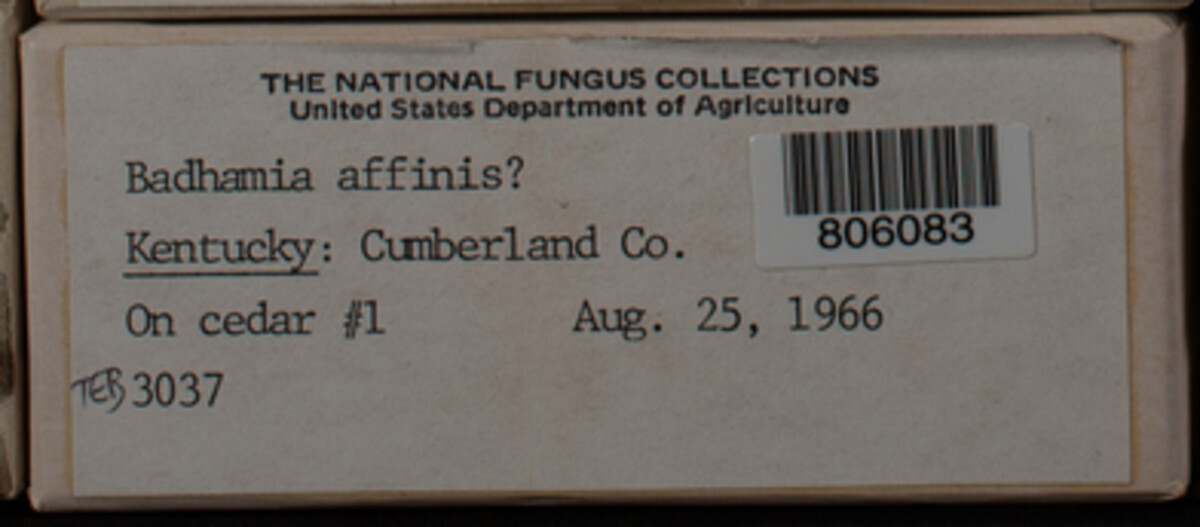 THE NATIONAL FUNGUS COLLECTIONS
United States Department of Agriculture
Badhamia affinis?
806083
Kentucky: Cumberland Co.
On cedar #1 Aug. 25, 1966
TEB 3037